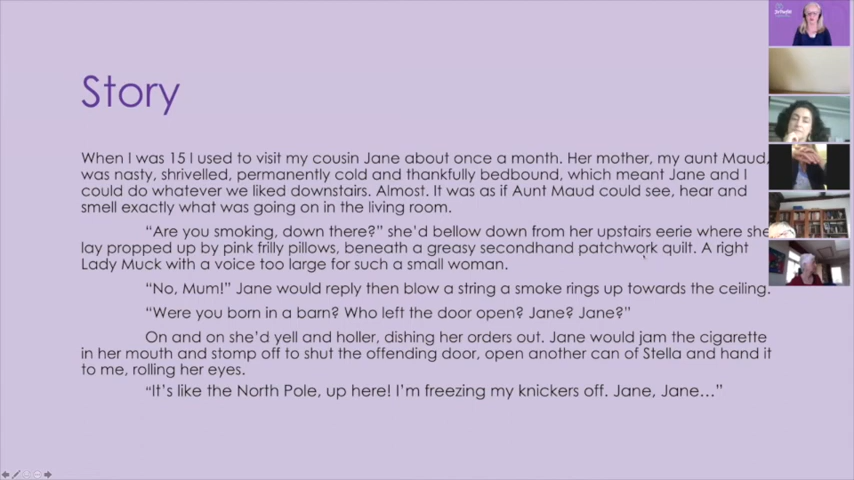 Story
When I was 15 I used to visit my cousin Jane about once a month. Her mother, my aunt Maud,
was nasty, shrivelled, permanently cold and thankfully bedbound, which meant Jane and I
could do whatever we liked downstairs. Almost. It was as if Aunt Maud could see, hear and
smell exactly what was going on in the living room.
“Are you smoking, down there?” she’d bellow down from her upstairs eerie where she
lay propped up by pink frilly pillows, beneath a greasy secondhand patchwork quilt. A right
Lady Muck with a voice too large for such a small woman.
“No, Mum!” Jane would reply then blow a string a smoke rings up towards the ceiling.
“Were you born in a barn? Who left the door open? Jane? Jane?”
On and on she’d yell and holler, dishing her orders out. Jane would jam the cigarette
in her mouth and stomp off to shut the offending door, open another can of Stella and hand it
to me, rolling her eyes.
“It’s like the North Pole, up here! I’m freezing my knickers off. Jane, Jane…”